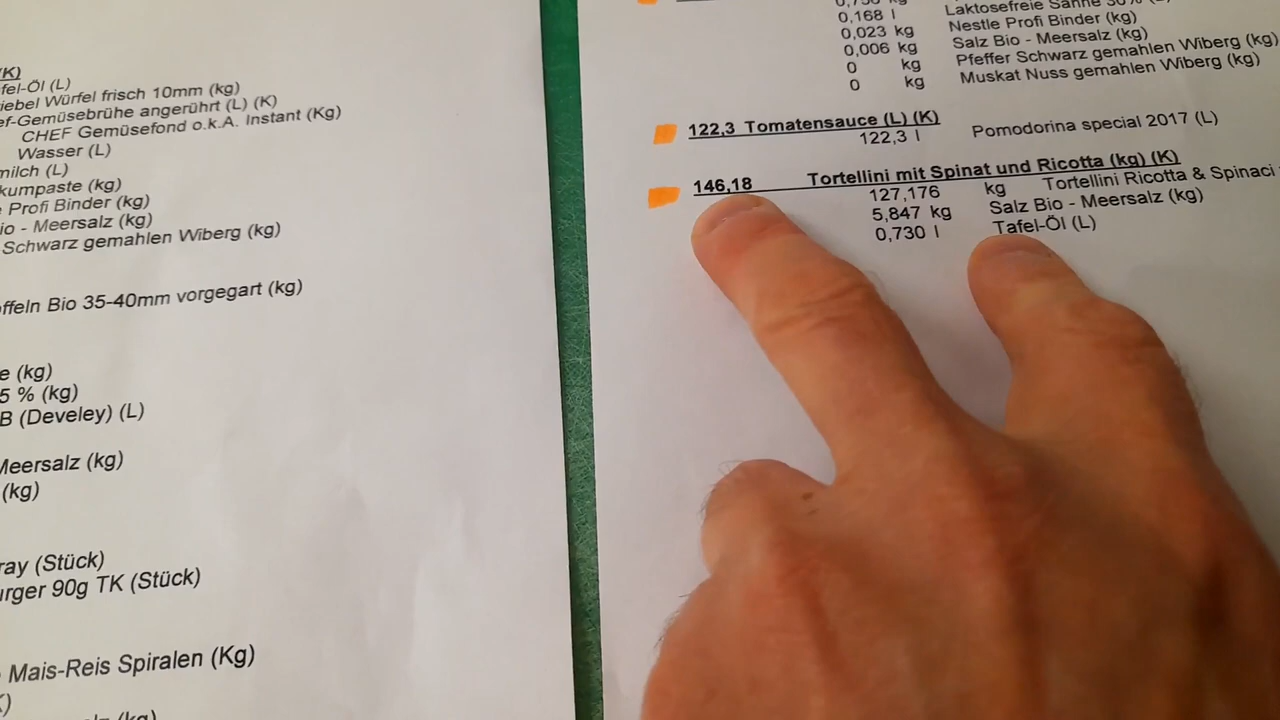 (K)
fel-Öl (L)
iebel Würfel frisch 10mm (kg)
ef-Gemüsebrühe angerührt (L) (K)
CHEF Gemüsefond o.k.A. Instant (Kg)
Wasser (L)
milch (L)
kumpaste (kg)
Profi Binder (kg)
io - Meersalz (kg)
Schwarz gemahlen Wiberg (kg)
offeln Bio 35-40mm vorgegart (kg)
e (kg)
5 % (kg)
B (Develey) (L)
Meersalz (kg)
(kg)
ray (Stück)
urger 90g TK (Stück)
Mais-Reis Spiralen (Kg)
(kg)
Laktosefreie Sahne 30%
0,168 l Nestle Profi Binder (kg)
0,023 kg Salz Bio - Meersalz (kg)
0,006 kg Pfeffer Schwarz gemahlen Wiberg (kg)
0 kg Muskat Nuss gemahlen Wiberg (kg)
0 kg
122,3 Tomatensauce (L) (K)
122,3 l Pomodorina special 2017 (L)
146,18 Tortellini mit Spinat und Ricotta (kg) (K)
127,176 kg Tortellini Ricotta & Spinaci
5,847 kg Salz Bio - Meersalz (kg)
0,730 l Tafel-Öl (L)